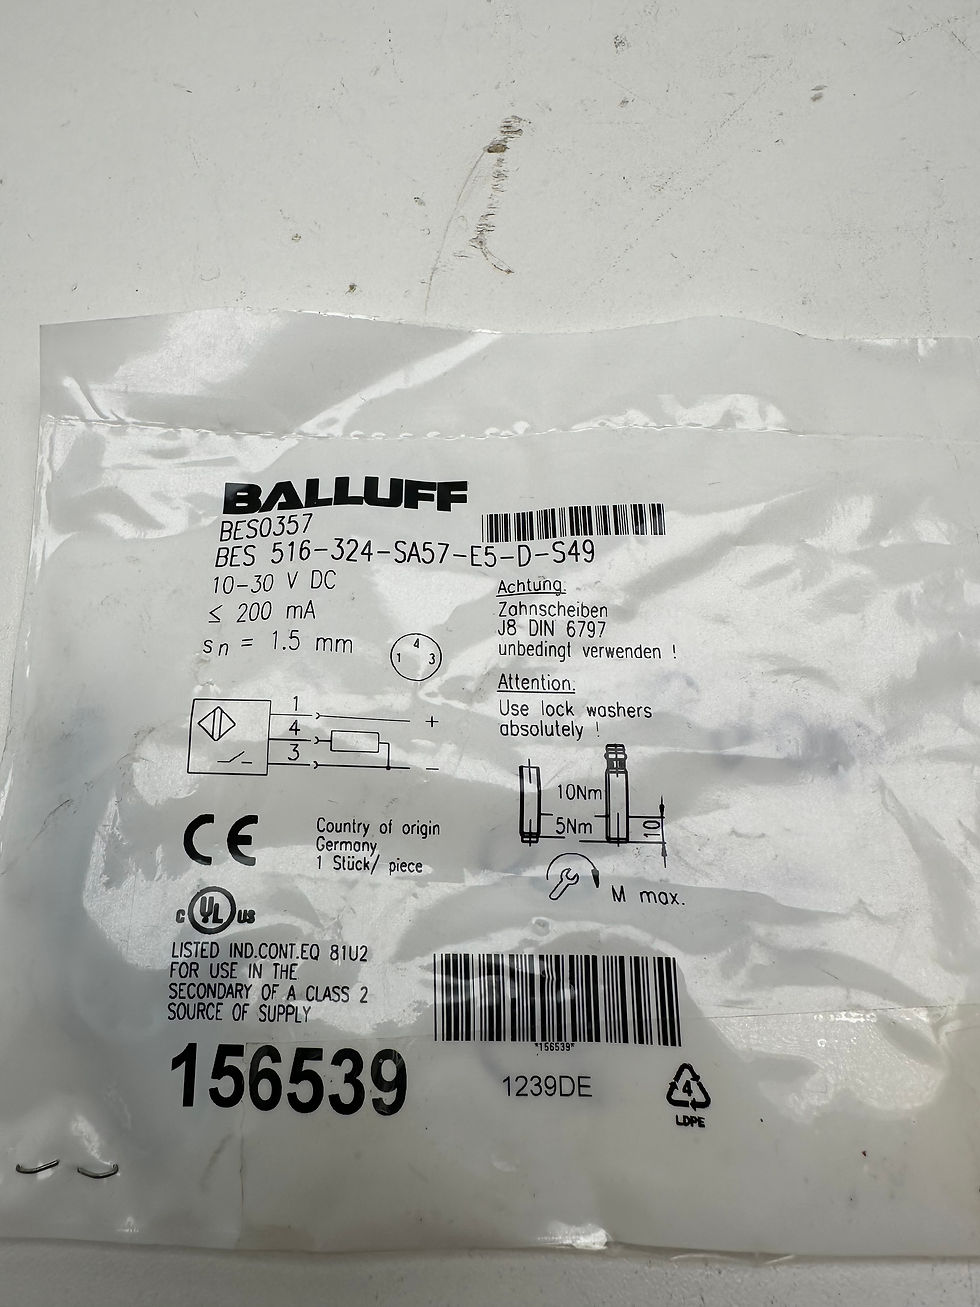 BALLUFF
BES0357
BES 516-324-SA57-E5-D-S49
10-30 V DC
≤ 200 mA
sn = 1.5 mm
4
1 3
Achtung:
Zahnscheiben
J8 DIN 6797
unbedingt verwenden !
Attention:
Use lock washers
absolutely !
1
+
4
3
-
10Nm
5Nm
10
M max.
CE
Country of origin
Germany
1 Stück/ piece
c UL us
LISTED IND.CONT.EQ 81U2
FOR USE IN THE
SECONDARY OF A CLASS 2
SOURCE OF SUPPLY
*156539*
156539
1239DE
4
LDPE